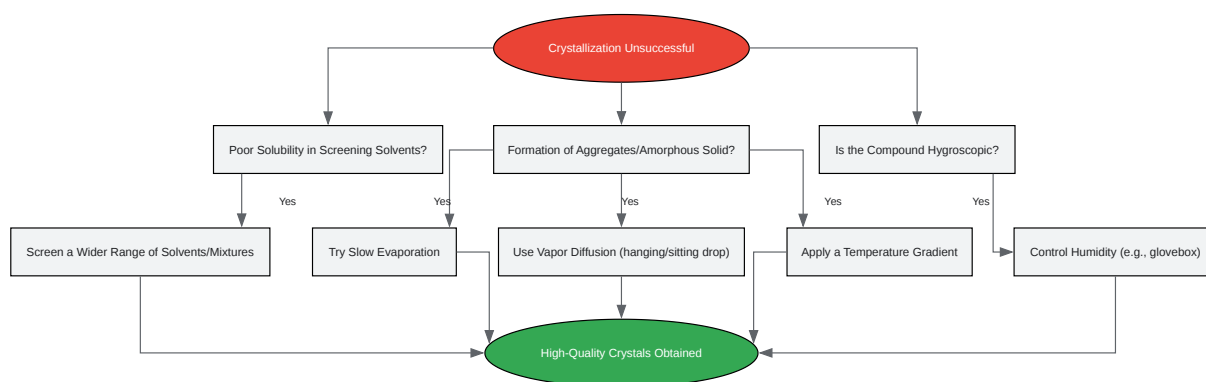 Crystallization Unsuccessful
Poor Solubility in Screening Solvents?
Formation of Aggregates/Amorphous Solid?
Is the Compound Hygroscopic?
Yes
Yes
Yes
Yes
Yes
Screen a Wider Range of Solvents/Mixtures
Try Slow Evaporation
Use Vapor Diffusion (hanging/sitting drop)
Apply a Temperature Gradient
Control Humidity (e.g., glovebox)
High-Quality Crystals Obtained